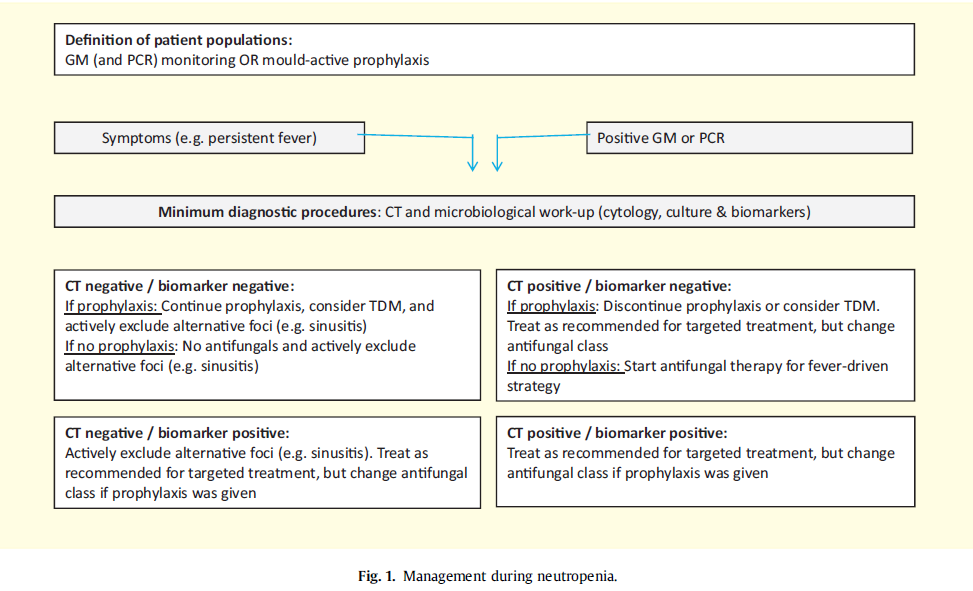 Definition of patient populations:
GM (and PCR) monitoring OR mould-active prophylaxis
Symptoms (e.g. persistent fever)
Positive GM or PCR
Minimum diagnostic procedures: CT and microbiological work-up (cytology, culture & biomarkers)
CT negative / biomarker negative:
If prophylaxis: Continue prophylaxis, consider TDM, and
actively exclude alternative foci (e.g. sinusitis)
If no prophylaxis: No antifungals and actively exclude
alternative foci (e.g. sinusitis)
CT positive / biomarker negative:
If prophylaxis: Discontinue prophylaxis or consider TDM.
Treat as recommended for targeted treatment, but change
antifungal class
If no prophylaxis: Start antifungal therapy for fever-driven
strategy
CT negative / biomarker positive:
Actively exclude alternative foci (e.g. sinusitis). Treat as
recommended for targeted treatment, but change antifungal
class if prophylaxis was given
CT positive / biomarker positive:
Treat as recommended for targeted treatment, but change
antifungal class if prophylaxis was given
Fig. 1. Management during neutropenia.